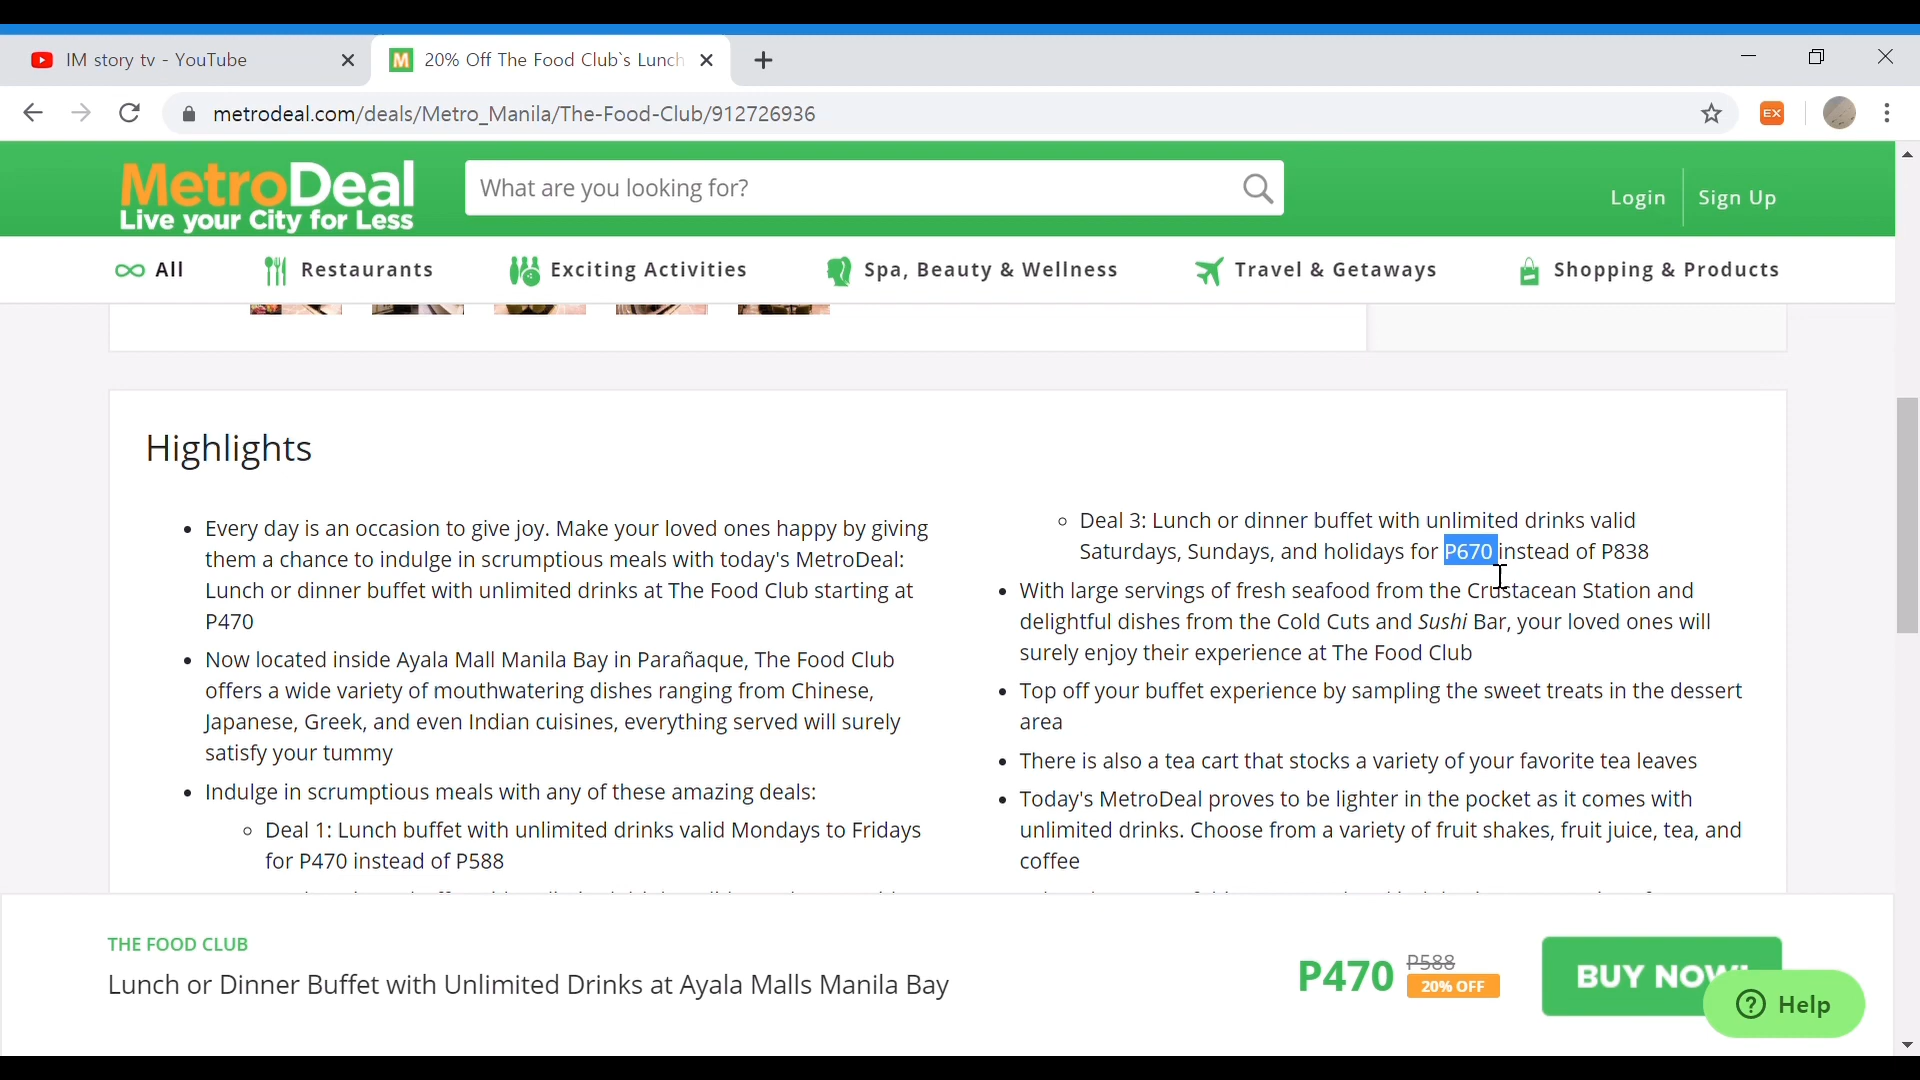 IM story tv - YouTube
20% Off The Food Club`s Lunch
metrodeal.com/deals/Metro_Manila/The-Food-Club/912726936
EX
MetroDeal
Live your City for Less
What are you looking for?
Login
Sign Up
All
Restaurants
Exciting Activities
Spa, Beauty & Wellness
Travel & Getaways
Shopping & Products
Highlights
• Every day is an occasion to give joy. Make your loved ones happy by giving
them a chance to indulge in scrumptious meals with today's MetroDeal:
Lunch or dinner buffet with unlimited drinks at The Food Club starting at
P470
• Now located inside Ayala Mall Manila Bay in Parañaque, The Food Club
offers a wide variety of mouthwatering dishes ranging from Chinese,
Japanese, Greek, and even Indian cuisines, everything served will surely
satisfy your tummy
• Indulge in scrumptious meals with any of these amazing deals:
Deal 1: Lunch buffet with unlimited drinks valid Mondays to Fridays
for P470 instead of P588
Deal 3: Lunch or dinner buffet with unlimited drinks valid
Saturdays, Sundays, and holidays for P670 instead of P838
• With large servings of fresh seafood from the Crustacean Station and
delightful dishes from the Cold Cuts and Sushi Bar, your loved ones will
surely enjoy their experience at The Food Club
• Top off your buffet experience by sampling the sweet treats in the dessert
area
• There is also a tea cart that stocks a variety of your favorite tea leaves
• Today's MetroDeal proves to be lighter in the pocket as it comes with
unlimited drinks. Choose from a variety of fruit shakes, fruit juice, tea, and
coffee
THE FOOD CLUB
Lunch or Dinner Buffet with Unlimited Drinks at Ayala Malls Manila Bay
P470
P588
20% OFF
BUY NOW!
Help